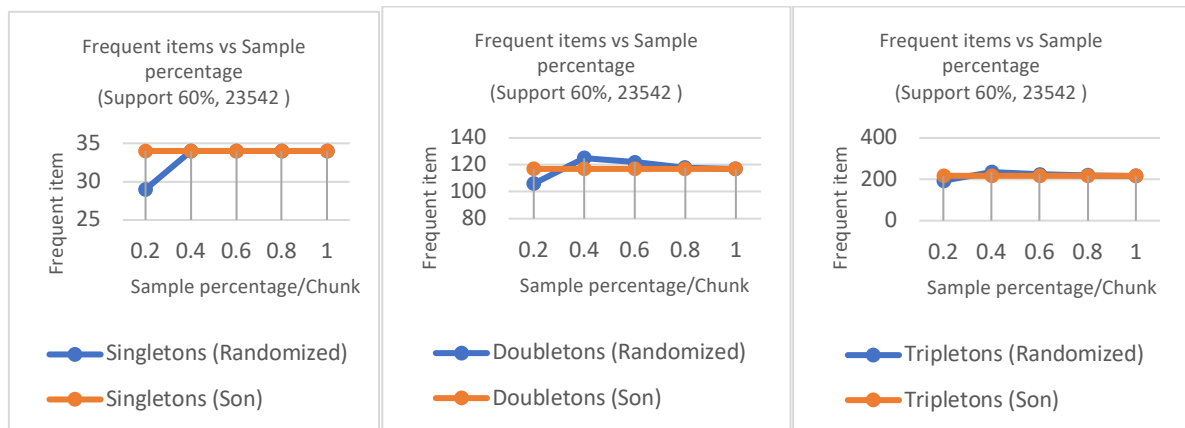 Frequent items vs Sample
percentage
(Support 60%, 23542 )
Frequent item
35
30
25
0.2 0.4 0.6 0.8 1
Sample percentage/Chunk
Singletons (Randomized)
Singletons (Son)
Frequent items vs Sample
percentage
(Support 60%, 23542 )
Frequent item
140
120
100
80
0.2 0.4 0.6 0.8 1
Sample percentage/Chunk
Doubletons (Randomized)
Doubletons (Son)
Frequent items vs Sample
percentage
(Support 60%, 23542 )
Frequent item
400
200
0
0.2 0.4 0.6 0.8 1
Sample percentage/Chunk
Tripletons (Randomized)
Tripletons (Son)